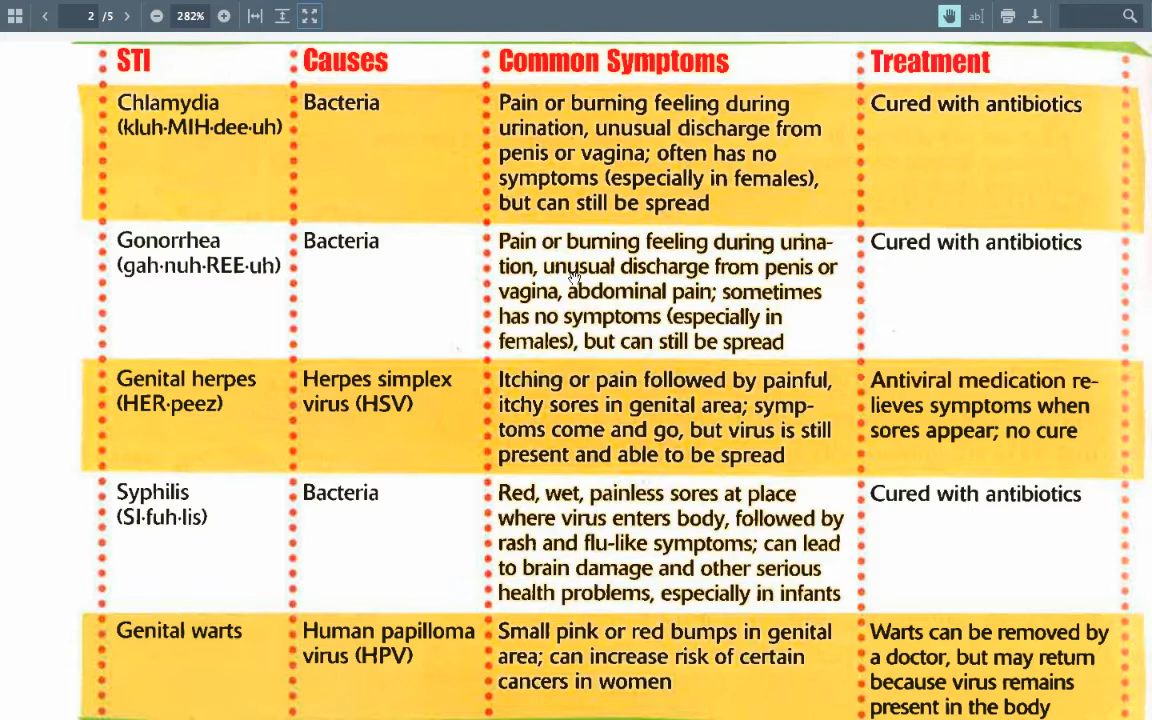 2 /5 282% ab
STI Causes Common Symptoms Treatment
Chlamydia
(kluh·MIH·dee·uh)
Bacteria
Pain or burning feeling during
urination, unusual discharge from
penis or vagina; often has no
symptoms (especially in females),
but can still be spread
Cured with antibiotics
Gonorrhea
(gah·nuh·REE·uh)
Bacteria
Pain or burning feeling during urina-
tion, unusual discharge from penis or
vagina, abdominal pain; sometimes
has no symptoms (especially in
females), but can still be spread
Cured with antibiotics
Genital herpes
(HER·peez)
Herpes simplex
virus (HSV)
Itching or pain followed by painful,
itchy sores in genital area; symp-
toms come and go, but virus is still
present and able to be spread
Antiviral medication re-
lieves symptoms when
sores appear; no cure
Syphilis
(SI·fuh·lis)
Bacteria
Red, wet, painless sores at place
where virus enters body, followed by
rash and flu-like symptoms; can lead
to brain damage and other serious
health problems, especially in infants
Cured with antibiotics
Genital warts
Human papilloma
virus (HPV)
Small pink or red bumps in genital
area; can increase risk of certain
cancers in women
Warts can be removed by
a doctor, but may return
because virus remains
present in the body